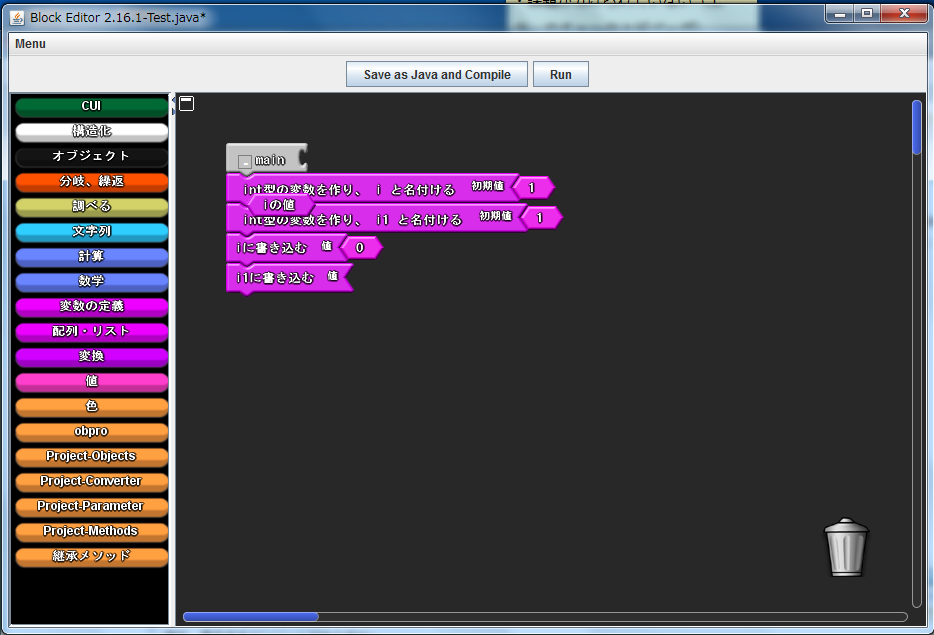 Block Editor 2.16.1-Test.java*
Menu
Save as Java and Compile
Run
CUI
構造化
オブジェクト
分岐、繰返
調べる
文字列
計算
数学
変数の定義
配列・リスト
変換
値
色
obpro
Project-Objects
Project-Converter
Project-Parameter
Project-Methods
継承メソッド
main
int型の変数を作り、 i と名付ける 初期値 1
iの値
int型の変数を作り、 i1 と名付ける 初期値 1
iに書き込む 値 0
i1に書き込む 値